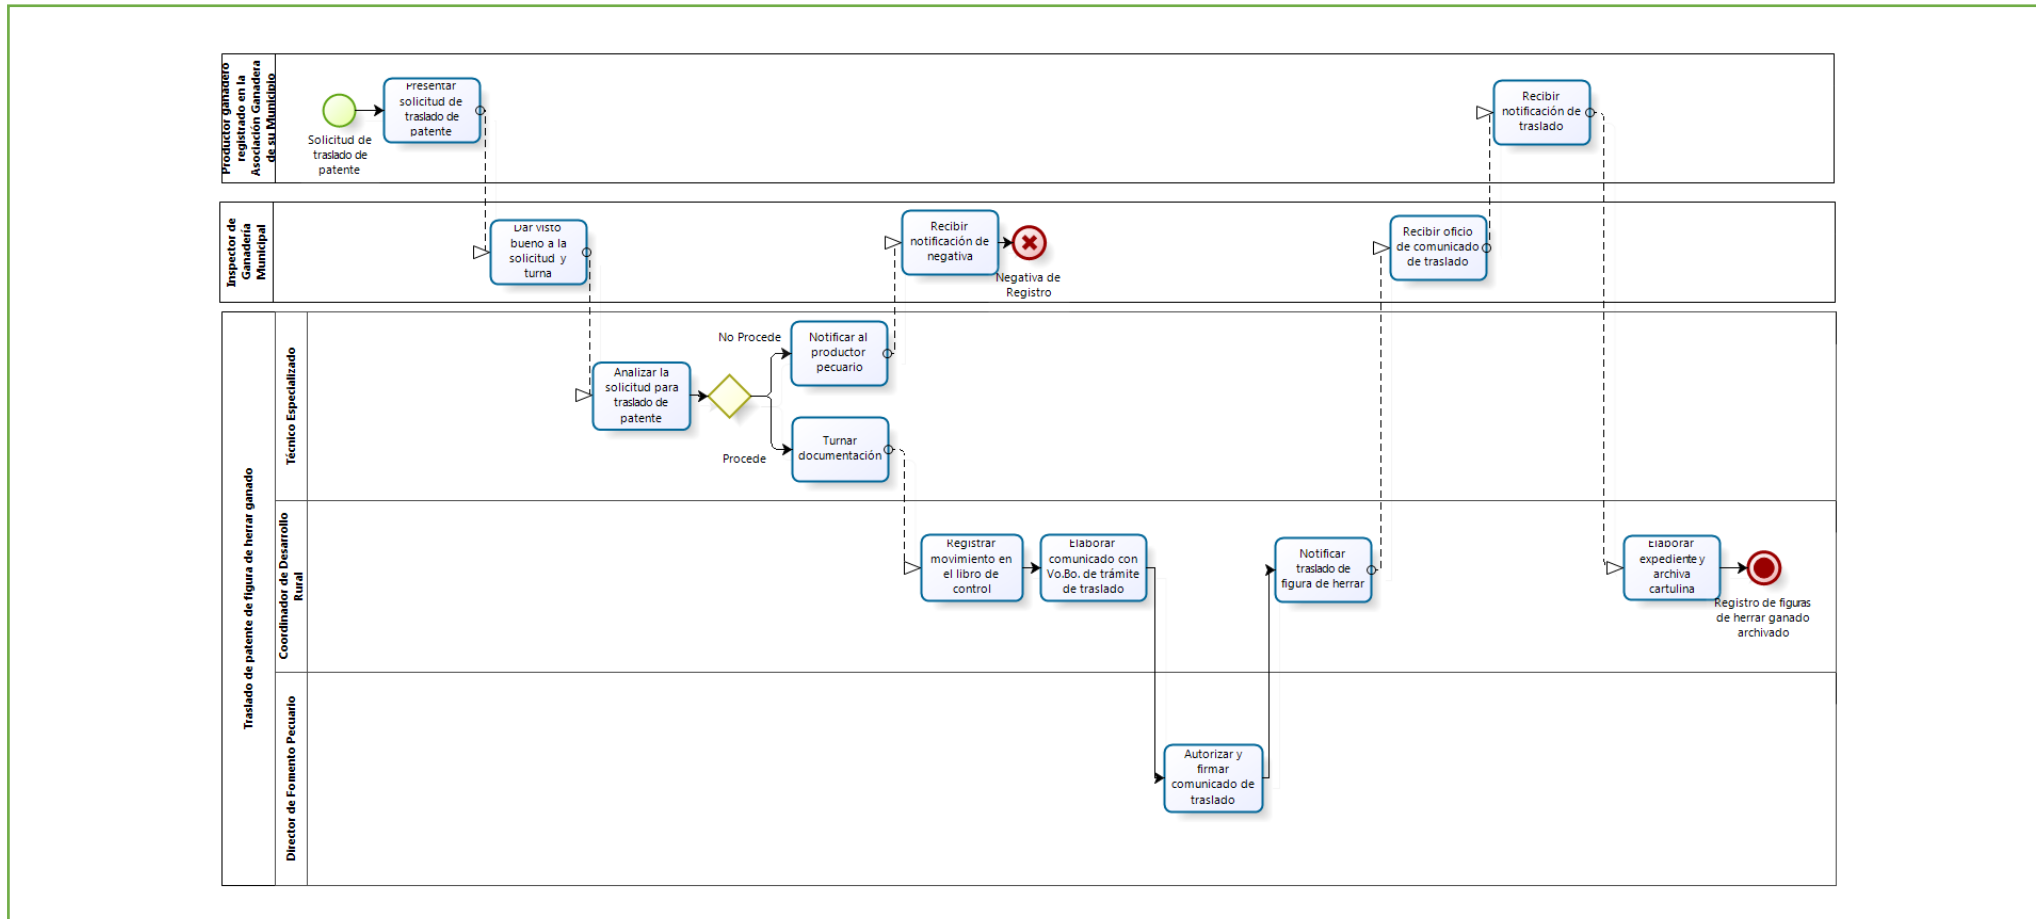 Productor ganadero
registrado en la
Asociación Ganadera
de su Municipio
Solicitud de
traslado de
patente
Presentar
solicitud de
traslado de
patente
Recibir
notificación de
traslado
Inspector de
Ganadería
Municipal
Dar visto
bueno a la
solicitud y
turna
Recibir
notificación de
negativa
Negativa de
Registro
Recibir oficio
de comunicado
de traslado
Traslado de patente de figura de herrar ganado
Técnico Especializado
Analizar la
solicitud para
traslado de
patente
No Procede
Notificar al
productor
pecuario
Procede
Turnar
documentación
Coordinador de Desarrollo
Rural
Registrar
movimiento en
el libro de
control
Elaborar
comunicado con
Vo.Bo. de trámite
de traslado
Notificar
traslado de
figura de herrar
Elaborar
expediente y
archiva
cartulina
Registro de figuras
de herrar ganado
archivado
Director de Fomento Pecuario
Autorizar y
firmar
comunicado de
traslado